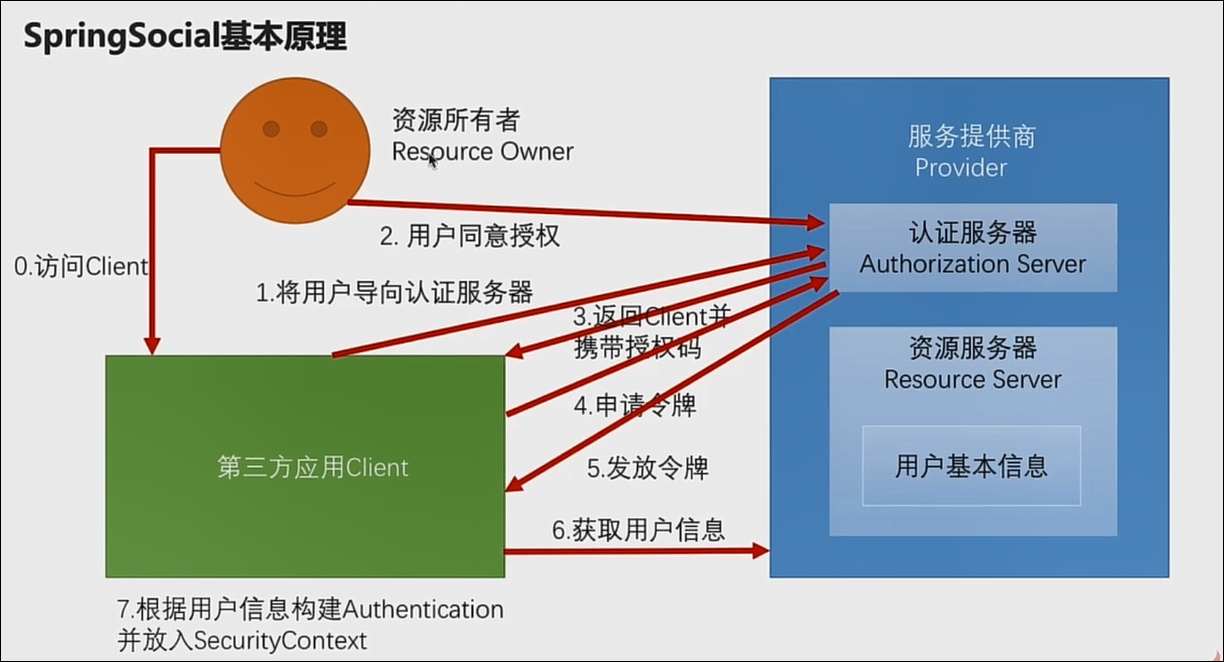 SpringSocial基本原理
资源所有者
Resource Owner
服务提供商
Provider
2. 用户同意授权
认证服务器
Authorization Server
0.访问Client
1.将用户导向认证服务器
3.返回Client并
携带授权码
资源服务器
Resource Server
4.申请令牌
第三方应用Client
5.发放令牌
用户基本信息
6.获取用户信息
7.根据用户信息构建Authentication
并放入SecurityContext